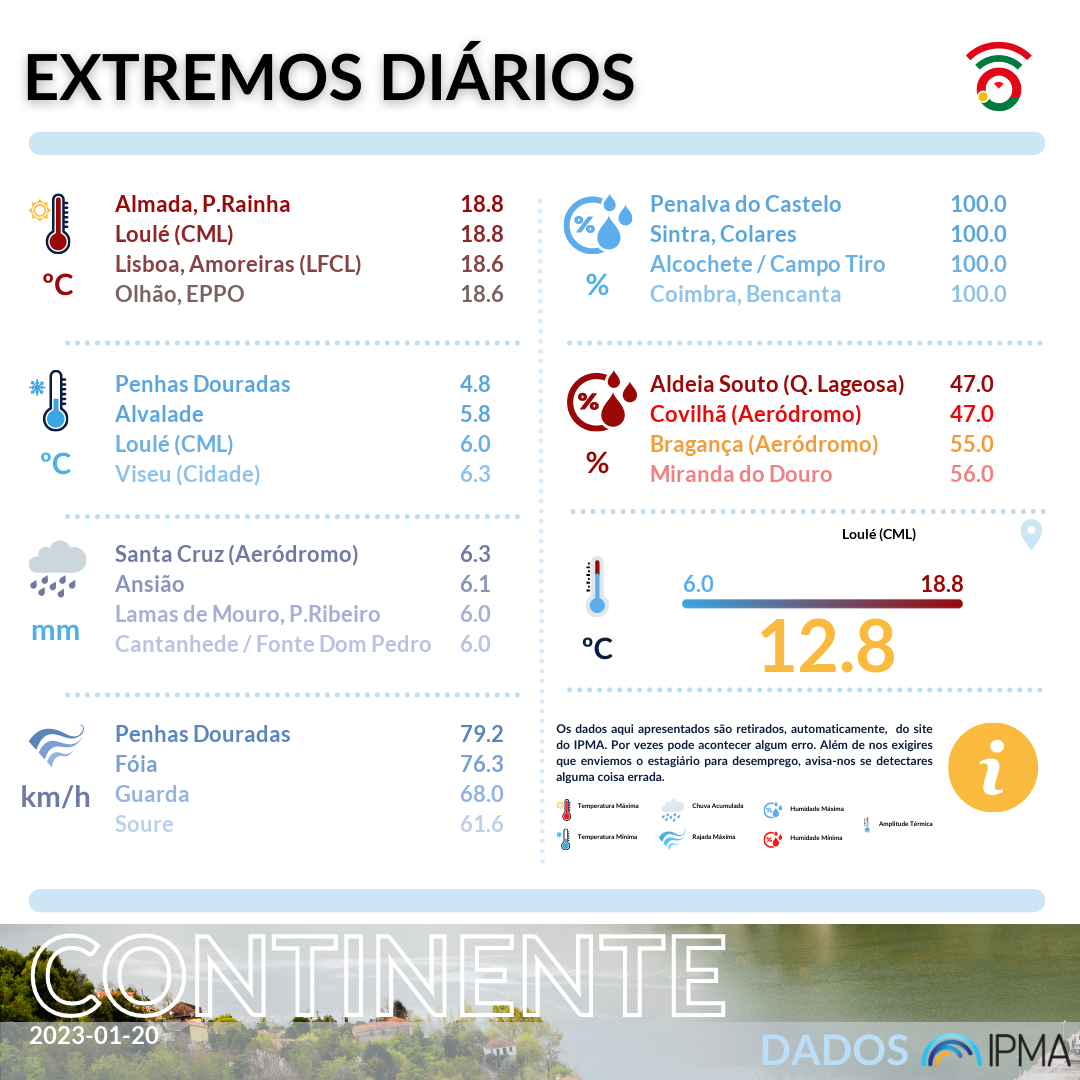 EXTREMOS DIÁRIOS
ºC
Almada, P.Rainha 18.8
Loulé (CML) 18.8
Lisboa, Amoreiras (LFCL) 18.6
Olhão, EPPO 18.6
ºC
Penhas Douradas 4.8
Alvalade 5.8
Loulé (CML) 6.0
Viseu (Cidade) 6.3
mm
Santa Cruz (Aeródromo) 6.3
Ansião 6.1
Lamas de Mouro, P.Ribeiro 6.0
Cantanhede / Fonte Dom Pedro 6.0
km/h
Penhas Douradas 79.2
Fóia 76.3
Guarda 68.0
Soure 61.6
%
%
Penalva do Castelo 100.0
Sintra, Colares 100.0
Alcochete / Campo Tiro 100.0
Coimbra, Bencanta 100.0
%
%
Aldeia Souto (Q. Lageosa) 47.0
Covilhã (Aeródromo) 47.0
Bragança (Aeródromo) 55.0
Miranda do Douro 56.0
Loulé (CML)
6.0 18.8
ºC
12.8
Os dados aqui apresentados são retirados, automaticamente, do site
do IPMA. Por vezes pode acontecer algum erro. Além de nos exigires
que enviemos o estagiário para desemprego, avisa-nos se detectares
alguma coisa errada.
i
Temperatura Máxima
Chuva Acumulada
Humidade Máxima
Amplitude Térmica
Temperatura Mínima
Rajada Máxima
Humidade Mínima
CONTINENTE
2023-01-20
DADOS IPMA